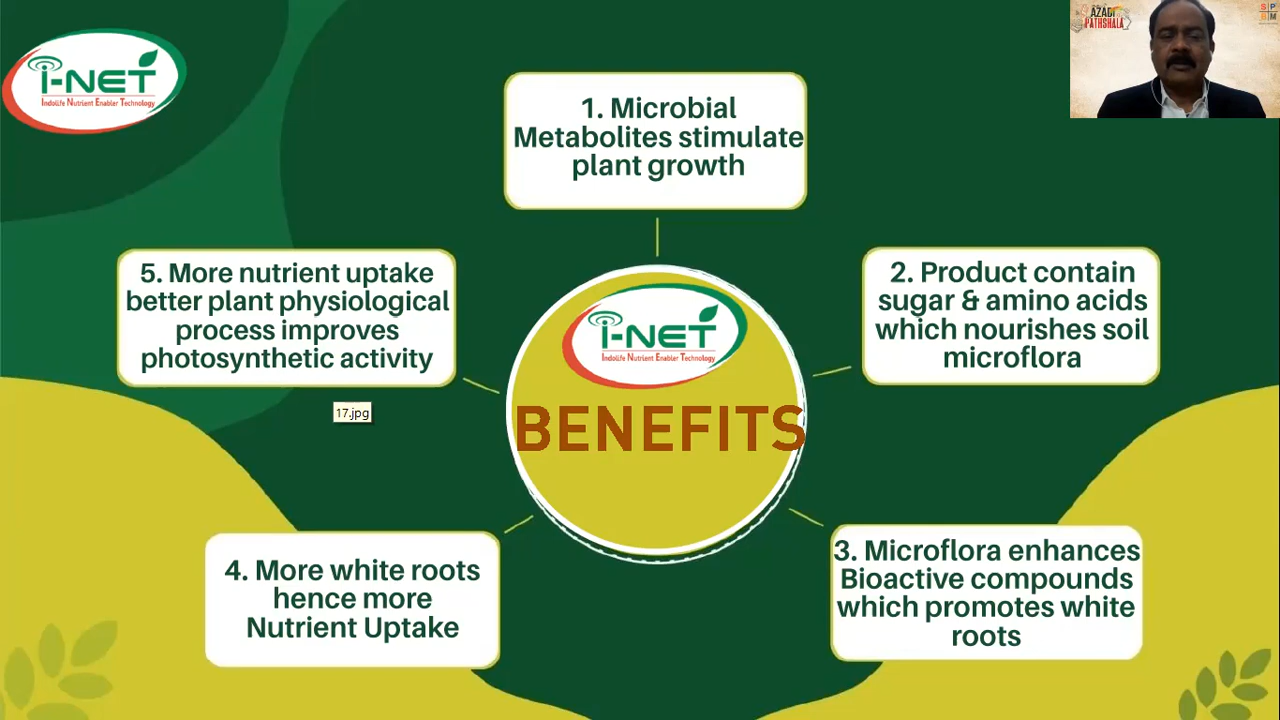 i-NET
Indolife Nutrient Enabler Technology
AZADI
PATHSHALA
S P
B M
1. Microbial
Metabolites stimulate
plant growth
5. More nutrient uptake
better plant physiological
process improves
photosynthetic activity
2. Product contain
sugar & amino acids
which nourishes soil
microflora
i-NET
Indolife Nutrient Enabler Technology
BENEFITS
17.jpg
4. More white roots
hence more
Nutrient Uptake
3. Microflora enhances
Bioactive compounds
which promotes white
roots